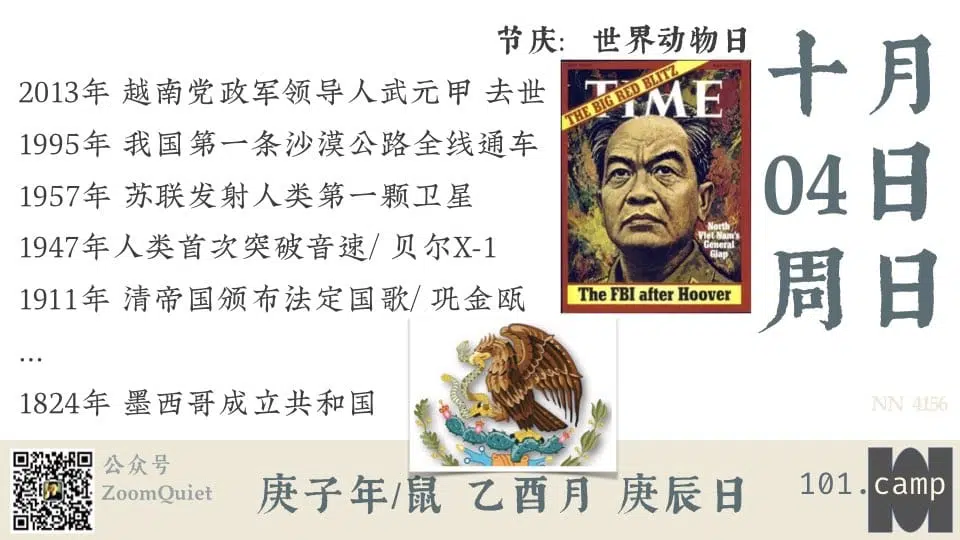 节庆: 世界动物日
2013年 越南党政军领导人武元甲 去世
1995年 我国第一条沙漠公路全线通车
1957年 苏联发射人类第一颗卫星
1947年人类首次突破音速/ 贝尔X-1
1911年 清帝国颁布法定国歌/ 巩金瓯
...
1824年 墨西哥成立共和国
THE BIG RED BLITZ
TIME
North
Viet Nam's
General
Giap
The FBI after Hoover
十月
04日
周日
NN 4156
公众号
ZoomQuiet
庚子年/鼠 乙酉月 庚辰日
101.camp